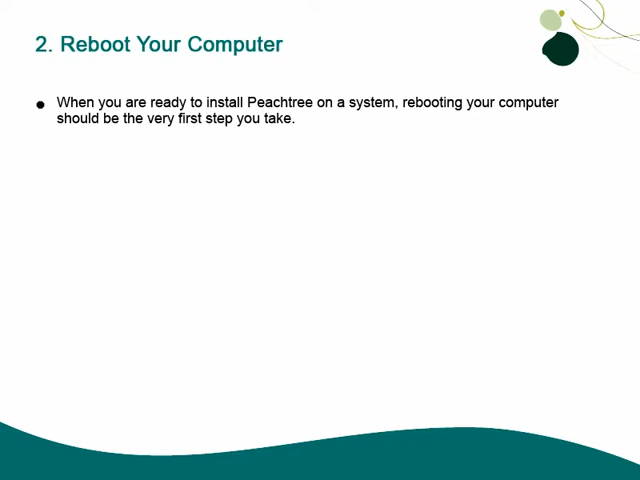 2. Reboot Your Computer
When you are ready to install Peachtree on a system, rebooting your computer
should be the very first step you take.